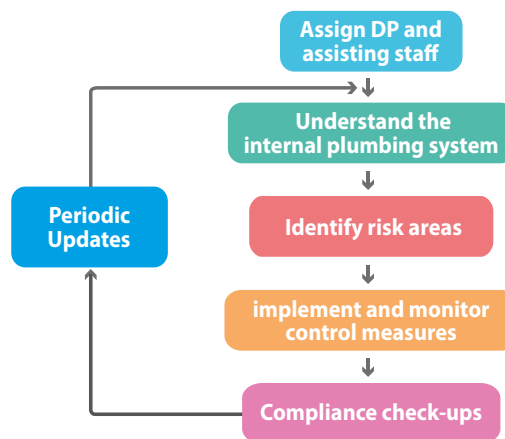 Assign DP and
assisting staff
Understand the
internal plumbing system
Identify risk areas
implement and monitor
control measures
Compliance check-ups
Periodic
Updates